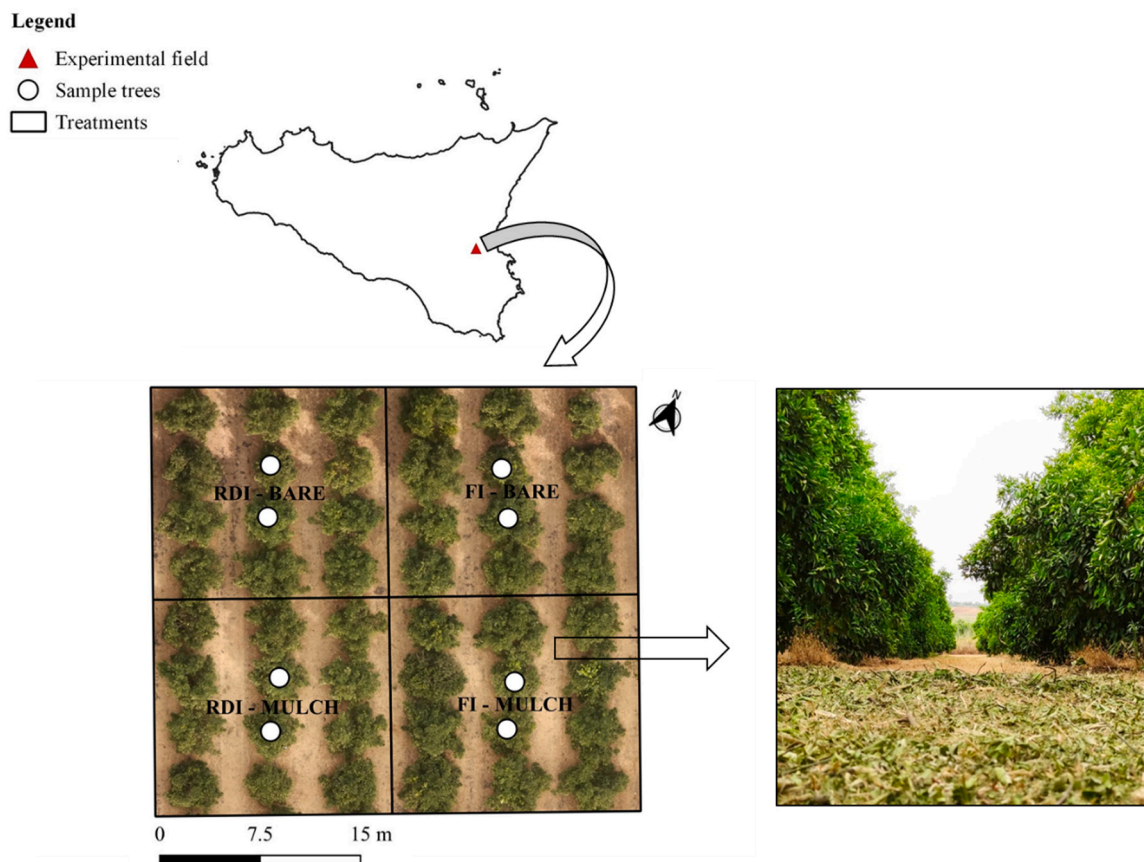 Legend
Experimental field
Sample trees
Treatments
N
RDI - BARE
FI - BARE
RDI - MULCH
FI - MULCH
0 7.5 15 m